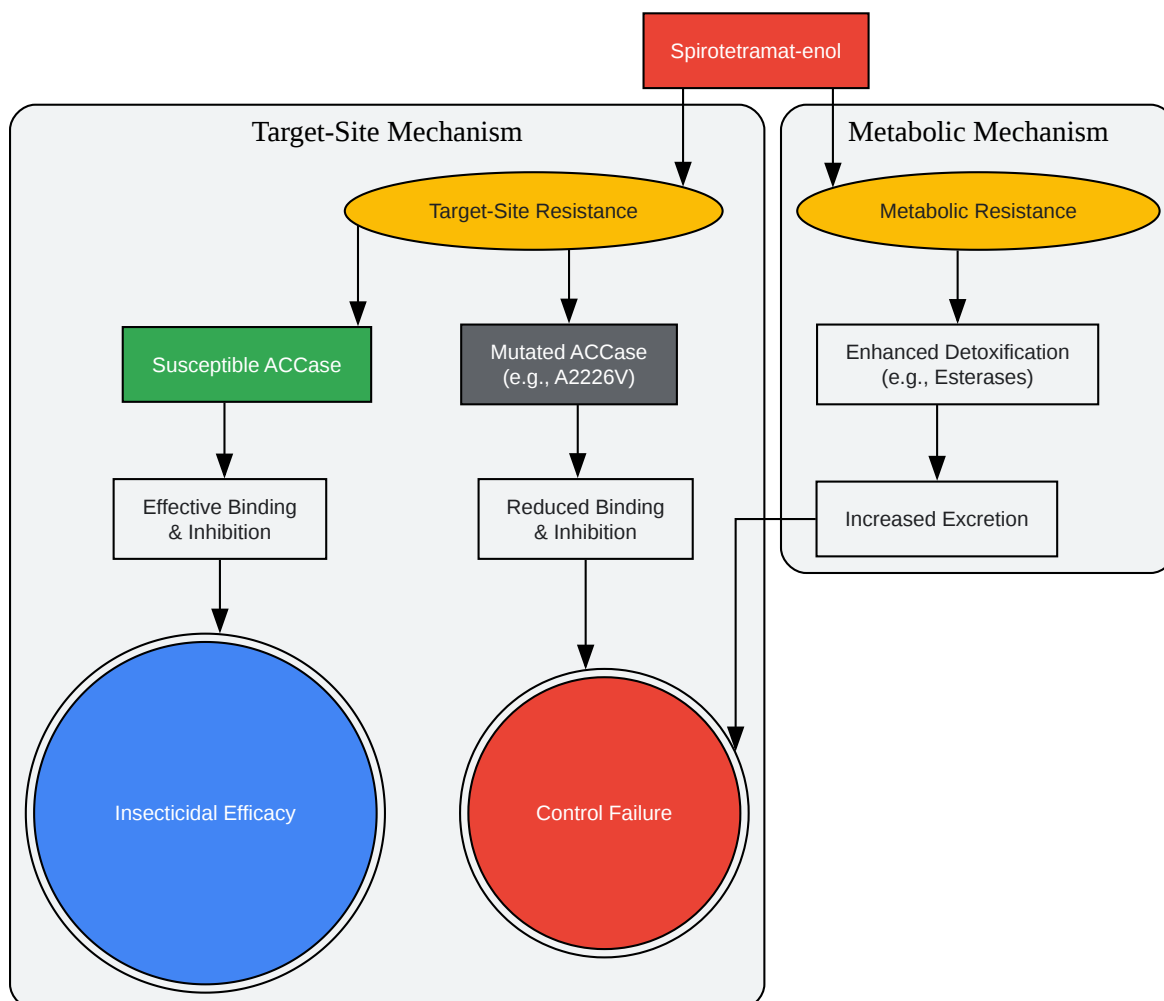 Spirotetramat-enol
Target-Site Mechanism
Metabolic Mechanism
Target-Site Resistance
Metabolic Resistance
Susceptible ACCase
Mutated ACCase
(e.g., A2226V)
Enhanced Detoxification
(e.g., Esterases)
Effective Binding
& Inhibition
Reduced Binding
& Inhibition
Increased Excretion
Insecticidal Efficacy
Control Failure